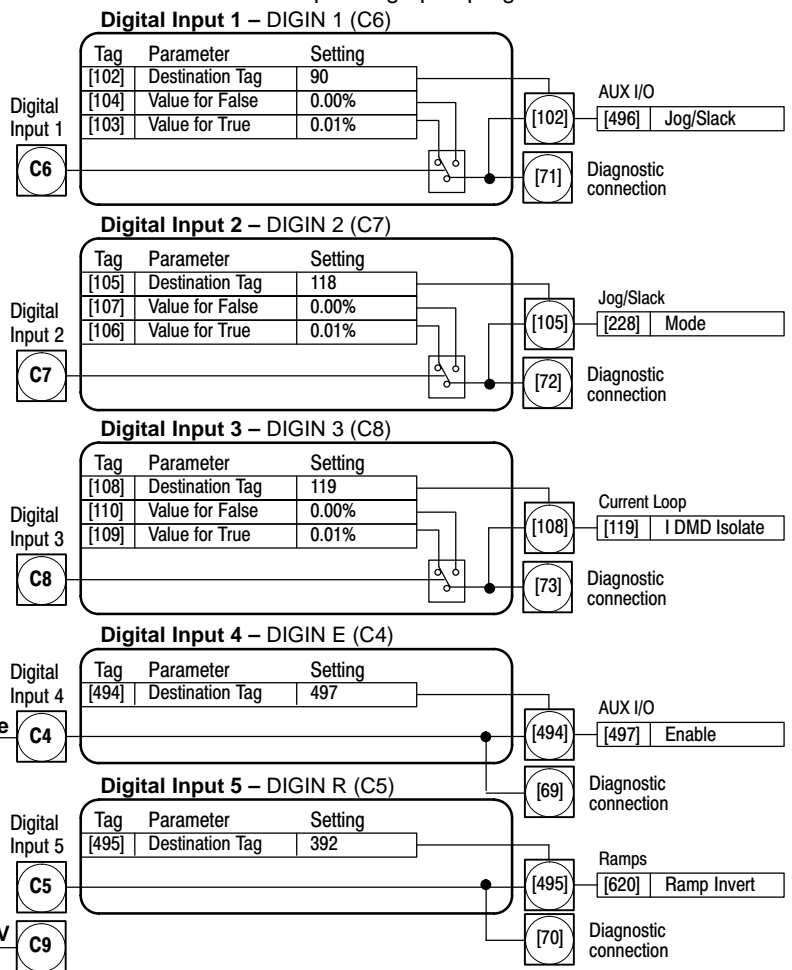 Digital Input 1 – DIGIN 1 (C6)
Tag Parameter Setting
[102] Destination Tag 90
[104] Value for False 0.00%
[103] Value for True 0.01%
Digital
Input 1
C6
[102]
AUX I/O
[496] Jog/Slack
[71]
Diagnostic
connection
Digital Input 2 – DIGIN 2 (C7)
Tag Parameter Setting
[105] Destination Tag 118
[107] Value for False 0.00%
[106] Value for True 0.01%
Digital
Input 2
C7
[105]
Jog/Slack
[228] Mode
[72]
Diagnostic
connection
Digital Input 3 – DIGIN 3 (C8)
Tag Parameter Setting
[108] Destination Tag 119
[110] Value for False 0.00%
[109] Value for True 0.01%
Digital
Input 3
C8
[108]
Current Loop
[119] I DMD Isolate
[73]
Diagnostic
connection
Digital Input 4 – DIGIN E (C4)
Tag Parameter Setting
[494] Destination Tag 497
Digital
Input 4
e
C4
[494]
AUX I/O
[497] Enable
[69]
Diagnostic
connection
Digital Input 5 – DIGIN R (C5)
Tag Parameter Setting
[495] Destination Tag 392
Digital
Input 5
C5
[495]
Ramps
[620] Ramp Invert
[70]
Diagnostic
connection
V
C9